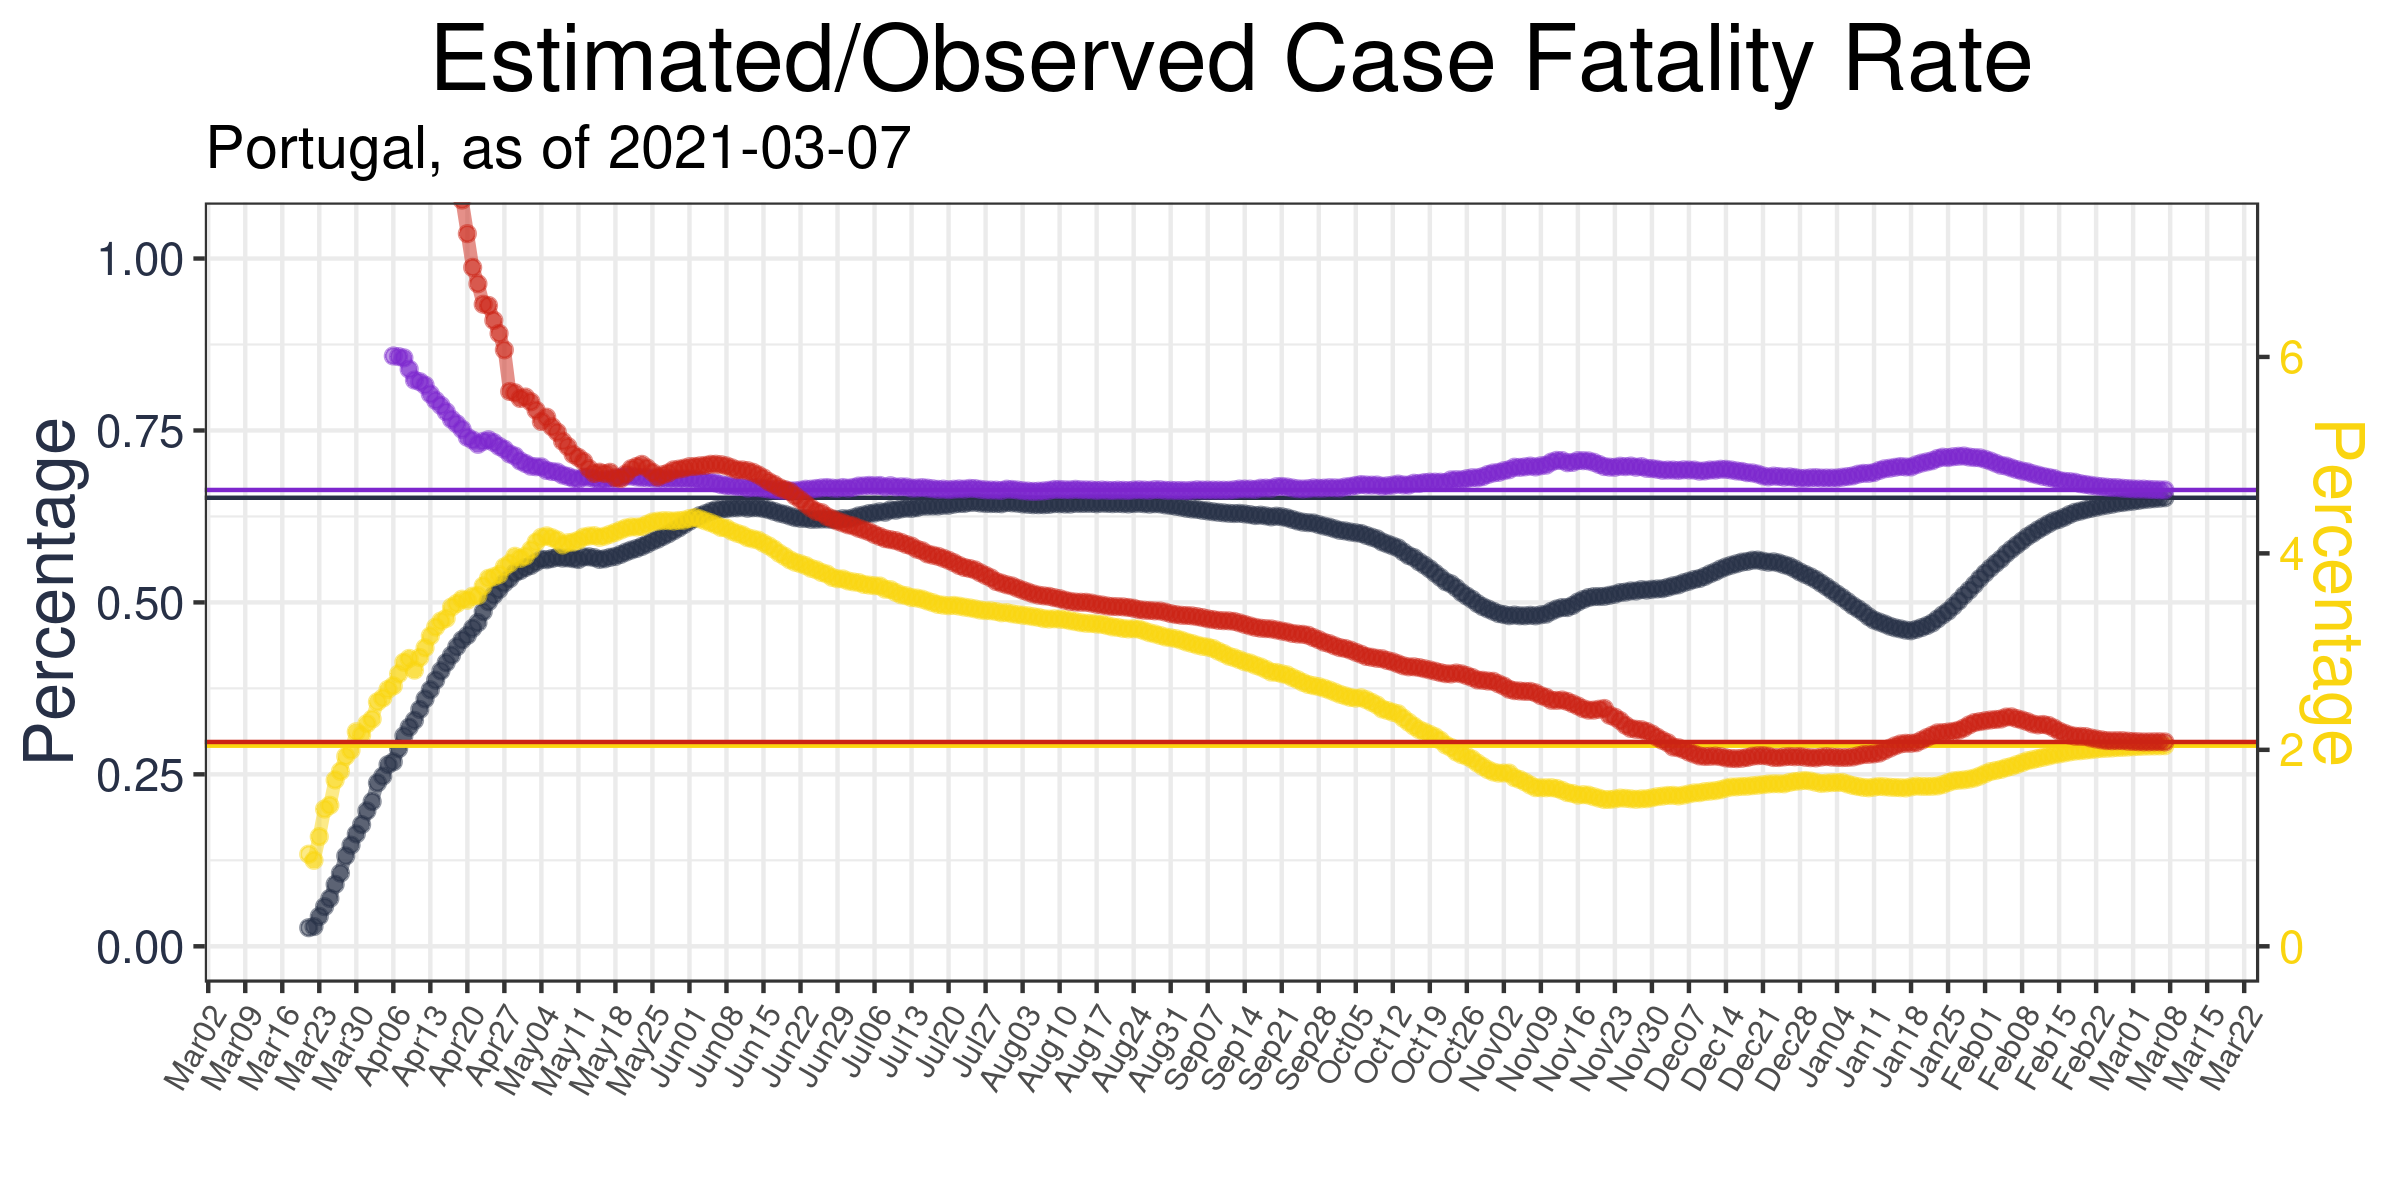 Estimated/Observed Case Fatality Rate
Portugal, as of 2021-03-07
Percentage
1.00
0.75
0.50
0.25
0.00
6
4
2
0
Percentage
Mar02
Mar09
Mar16
Mar23
Mar30
Apr06
Apr13
Apr20
Apr27
May04
May11
May18
May25
Jun01
Jun08
Jun15
Jun22
Jun29
Jul06
Jul13
Jul20
Jul27
Aug03
Aug10
Aug17
Aug24
Aug31
Sep07
Sep14
Sep21
Sep28
Oct05
Oct12
Oct19
Oct26
Nov02
Nov09
Nov16
Nov23
Nov30
Dec07
Dec14
Dec21
Dec28
Jan04
Jan11
Jan18
Jan25
Feb01
Feb08
Feb15
Feb22
Mar01
Mar08
Mar15
Mar22